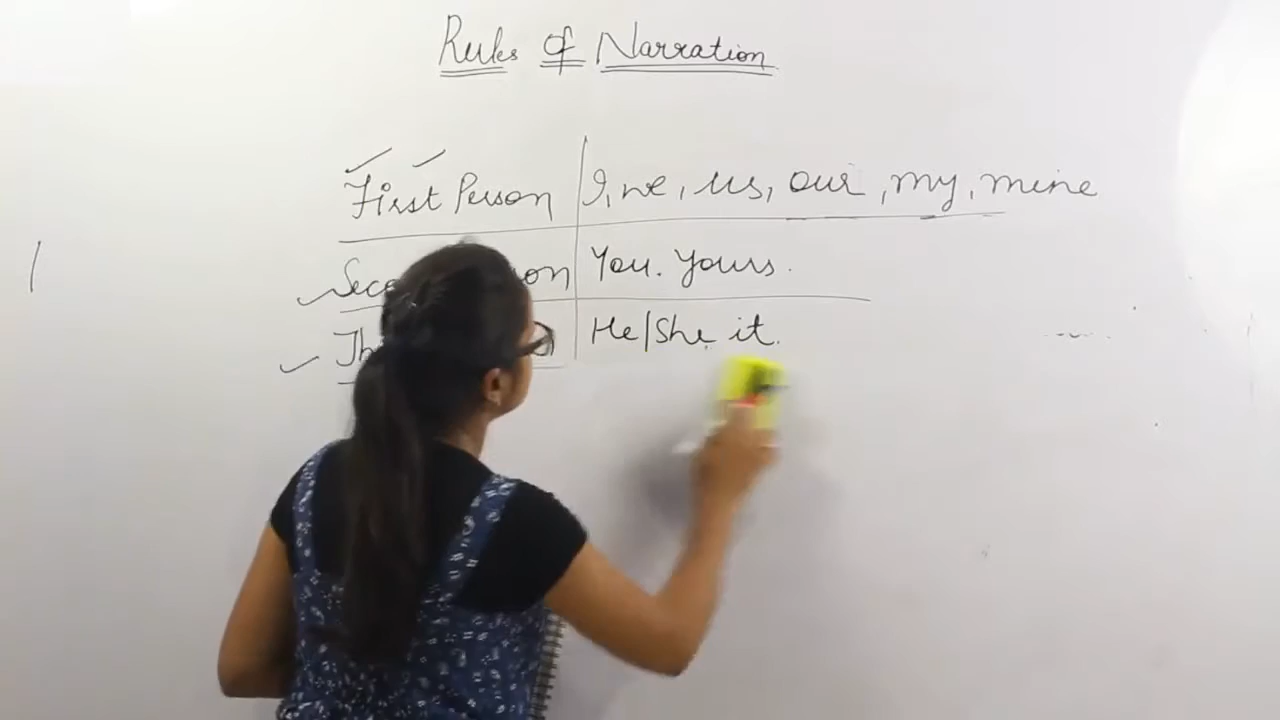 Rules of Narration
First Person I, we, us, our, my, mine
You. Yours.
He/She it.